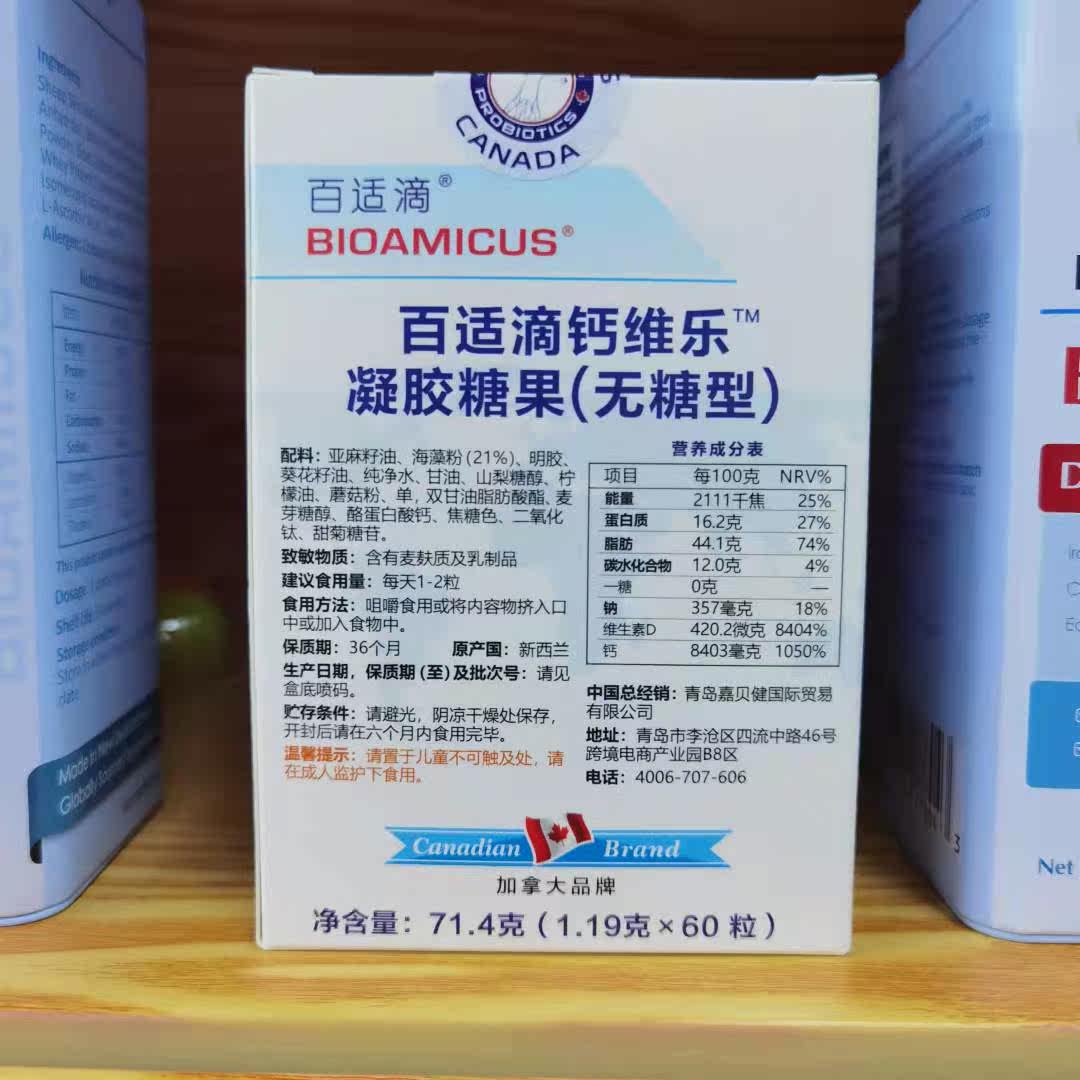 Sheep
Whey
Allergen
Energy
Protein
Fat
Sodium
Made in New
Globally
PROBIOTICS
CANADA
百适滴®
BIOAMICUS®
百适滴钙维乐™
凝胶糖果(无糖型)
配料：亚麻籽油、海藻粉(21%)、明胶、
葵花籽油、纯净水、甘油、山梨糖醇、柠
檬油、蘑菇粉、单，双甘油脂肪酸酯、麦
芽糖醇、酪蛋白酸钙、焦糖色、二氧化
钛、甜菊糖苷。
致敏物质：含有麦麸质及乳制品
建议食用量：每天1-2粒
食用方法：咀嚼食用或将内容物挤入口
中或加入食物中。
保质期：36个月 原产国：新西兰
生产日期，保质期(至)及批次号：请见
盒底喷码。
贮存条件：请避光，阴凉干燥处保存，
开封后请在六个月内食用完毕。
温馨提示：请置于儿童不可触及处，请
在成人监护下食用。
营养成分表
项目 每100克 NRV%
能量 2111千焦 25%
蛋白质 16.2克 27%
脂肪 44.1克 74%
碳水化合物 12.0克 4%
一糖 0克 —
钠 357毫克 18%
维生素D 420.2微克 8404%
钙 8403毫克 1050%
中国总经销：青岛嘉贝健国际贸易
有限公司
地址：青岛市李沧区四流中路46号
跨境电商产业园B8区
电话：4006-707-606
Canadian Brand
加拿大品牌
净含量：71.4克（1.19克×60 粒）
3
Net